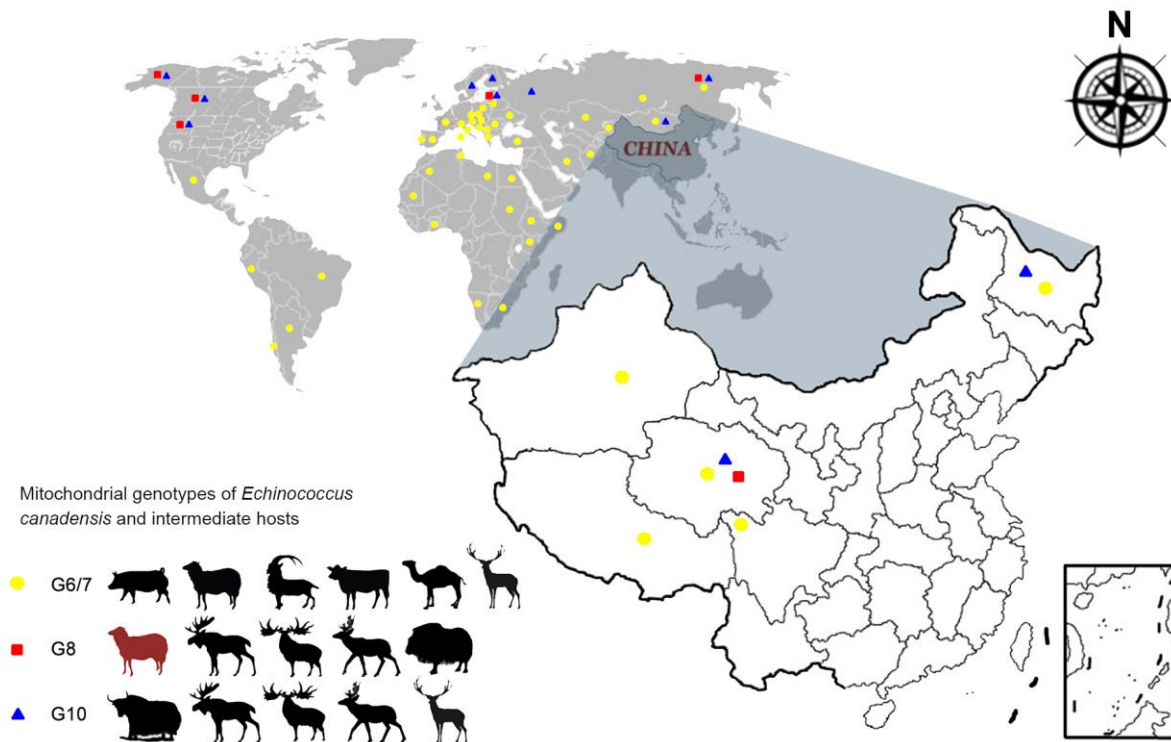 N
CHINA
Mitochondrial genotypes of Echinococcus
canadensis and intermediate hosts
G6/7
G8
G10